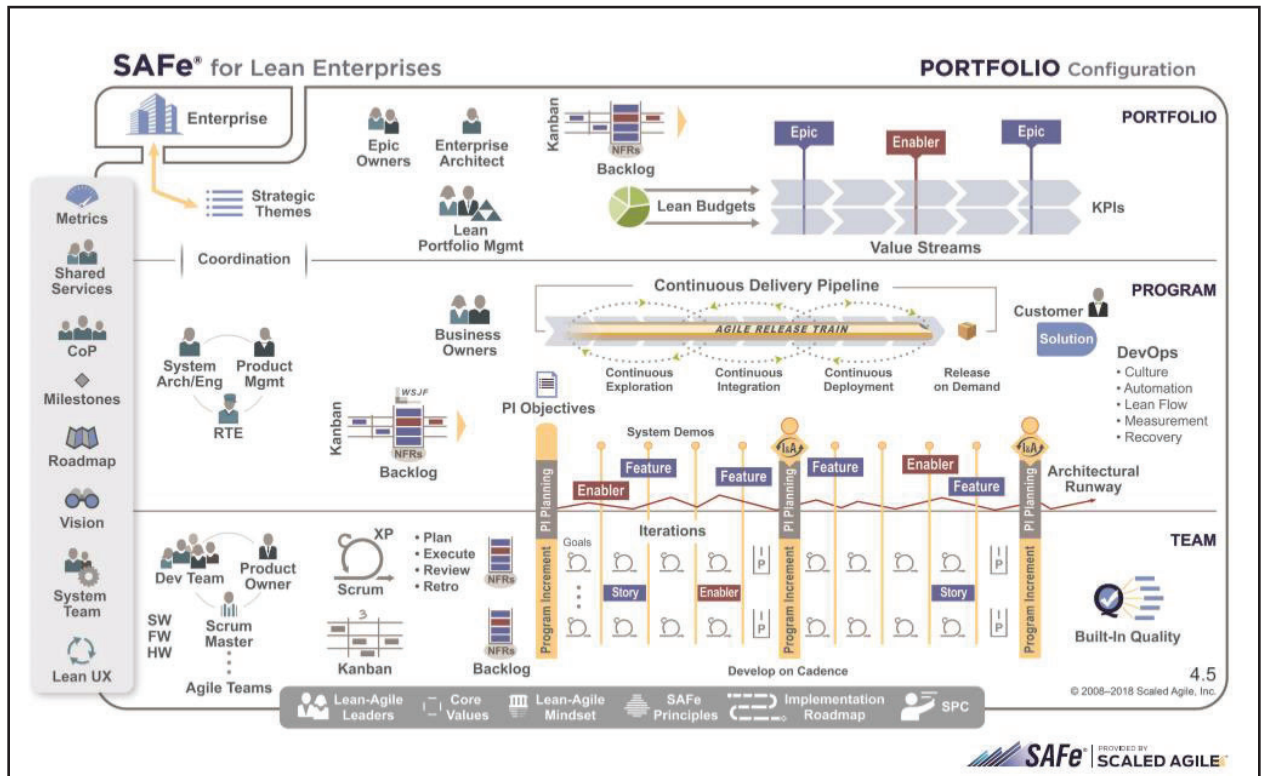 SAFe® for Lean Enterprises
PORTFOLIO Configuration
Enterprise
Strategic
Themes
Epic
Owners
Enterprise
Architect
Lean
Portfolio Mgmt
Kanban
NFRs
Backlog
Lean Budgets
Epic
Enabler
Epic
Value Streams
KPIs
PORTFOLIO
Metrics
Shared
Services
CoP
Milestones
Roadmap
Vision
System
Team
Lean UX
Coordination
Business
Owners
Continuous Delivery Pipeline
AGILE RELEASE TRAIN
Continuous
Exploration
Continuous
Integration
Continuous
Deployment
Release
on Demand
PROGRAM
Customer
Solution
DevOps
• Culture
• Automation
• Lean Flow
• Measurement
• Recovery
System
Arch/Eng
Product
Mgmt
RTE
Kanban
WSJF
NFRs
Backlog
PI Objectives
System Demos
I&A
I&A
Enabler
Feature
Feature
Feature
Enabler
Feature
Architectural
Runway
PI Planning
PI Planning
PI Planning
TEAM
Dev Team
Product
Owner
Scrum
Master
SW
FW
HW
Agile Teams
XP
Scrum
• Plan
• Execute
• Review
• Retro
3
Kanban
NFRs
NFRs
Backlog
Program Increment
Program Increment
Program Increment
Iterations
Goals
Story
Enabler
Story
IP
IP
IP
IP
Develop on Cadence
Built-In Quality
4.5
© 2008–2018 Scaled Agile, Inc.
Lean-Agile
Leaders
Core
Values
Lean-Agile
Mindset
SAFe
Principles
Implementation
Roadmap
SPC
SAFe®
PROVIDED BY
SCALED AGILE